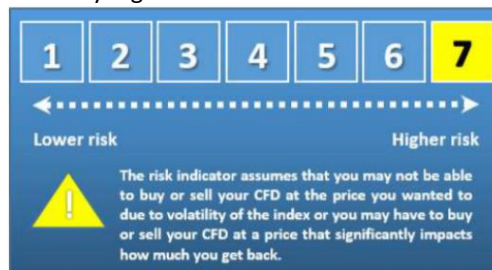 1 2 3 4 5 6 7
Lower risk Higher risk
The risk indicator assumes that you may not be able
to buy or sell your CFD at the price you wanted to
due to volatility of the index or you may have to buy
or sell your CFD at a price that significantly impacts
how much you get back.